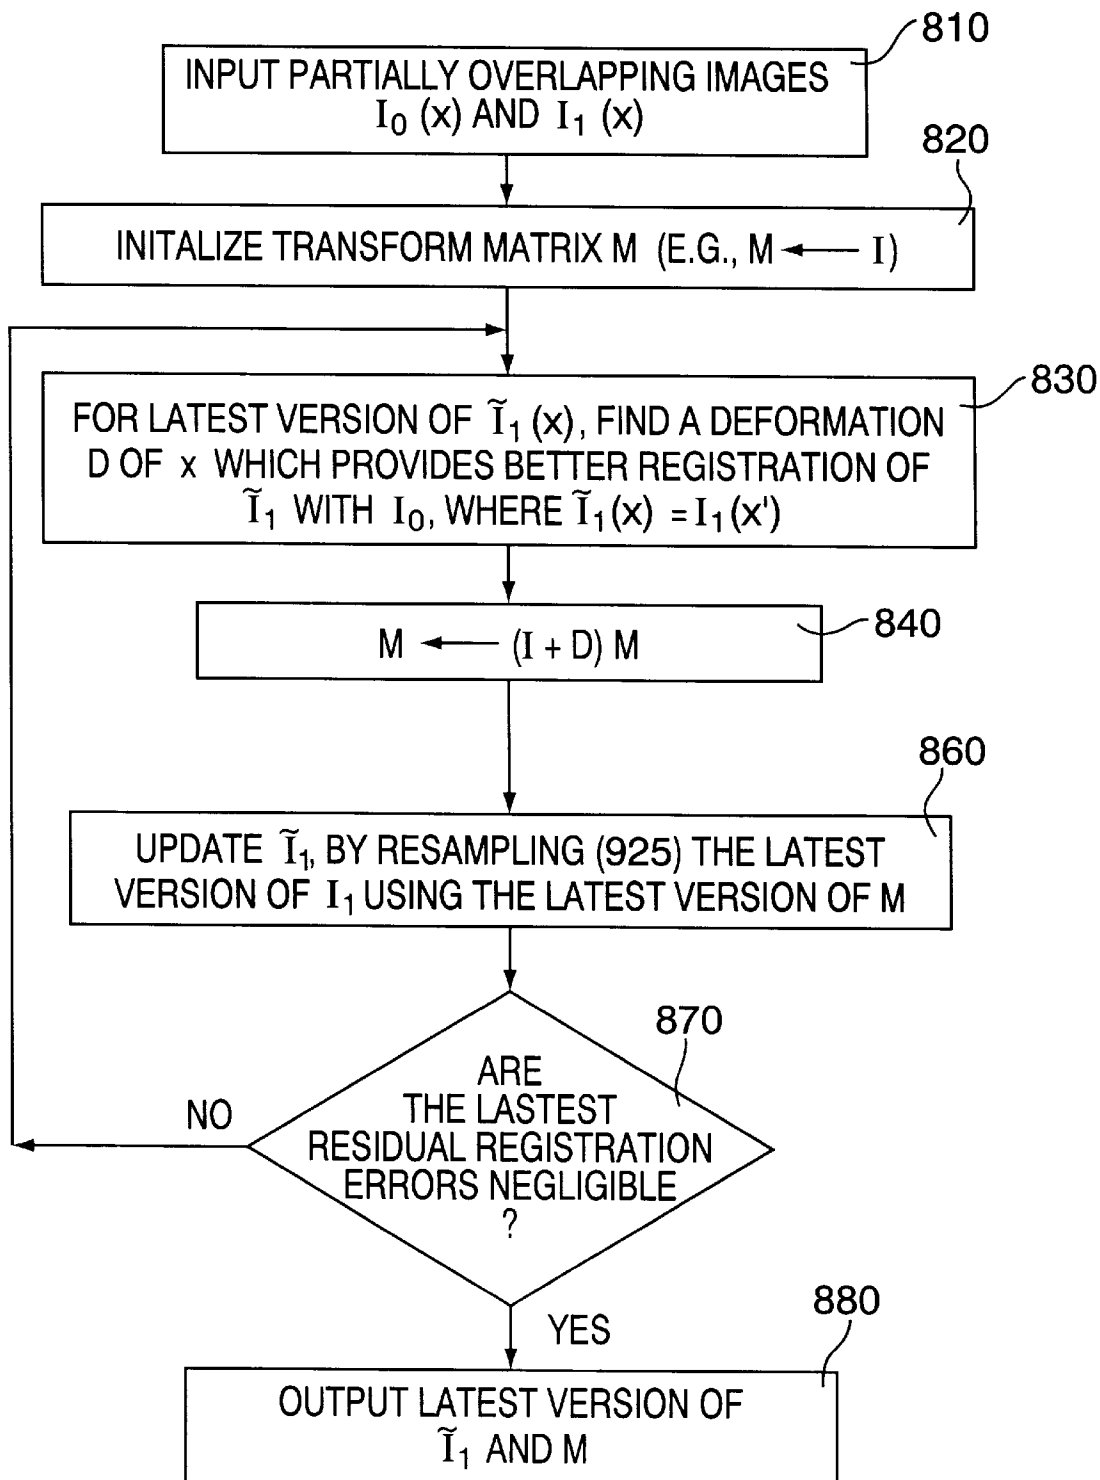 810
INPUT PARTIALLY OVERLAPPING IMAGES
I₀ (x) AND I₁ (x)
820
INITALIZE TRANSFORM MATRIX M (E.G., M ← I)
830
FOR LATEST VERSION OF Ĩ₁ (x), FIND A DEFORMATION
D OF x WHICH PROVIDES BETTER REGISTRATION OF
Ĩ₁ WITH I₀, WHERE Ĩ₁(x) = I₁(x')
840
M ← (I + D) M
860
UPDATE Ĩ₁, BY RESAMPLING (925) THE LATEST
VERSION OF I₁ USING THE LATEST VERSION OF M
870
ARE
THE LASTEST
RESIDUAL REGISTRATION
ERRORS NEGLIGIBLE
?
NO
YES
880
OUTPUT LATEST VERSION OF
Ĩ₁ AND M